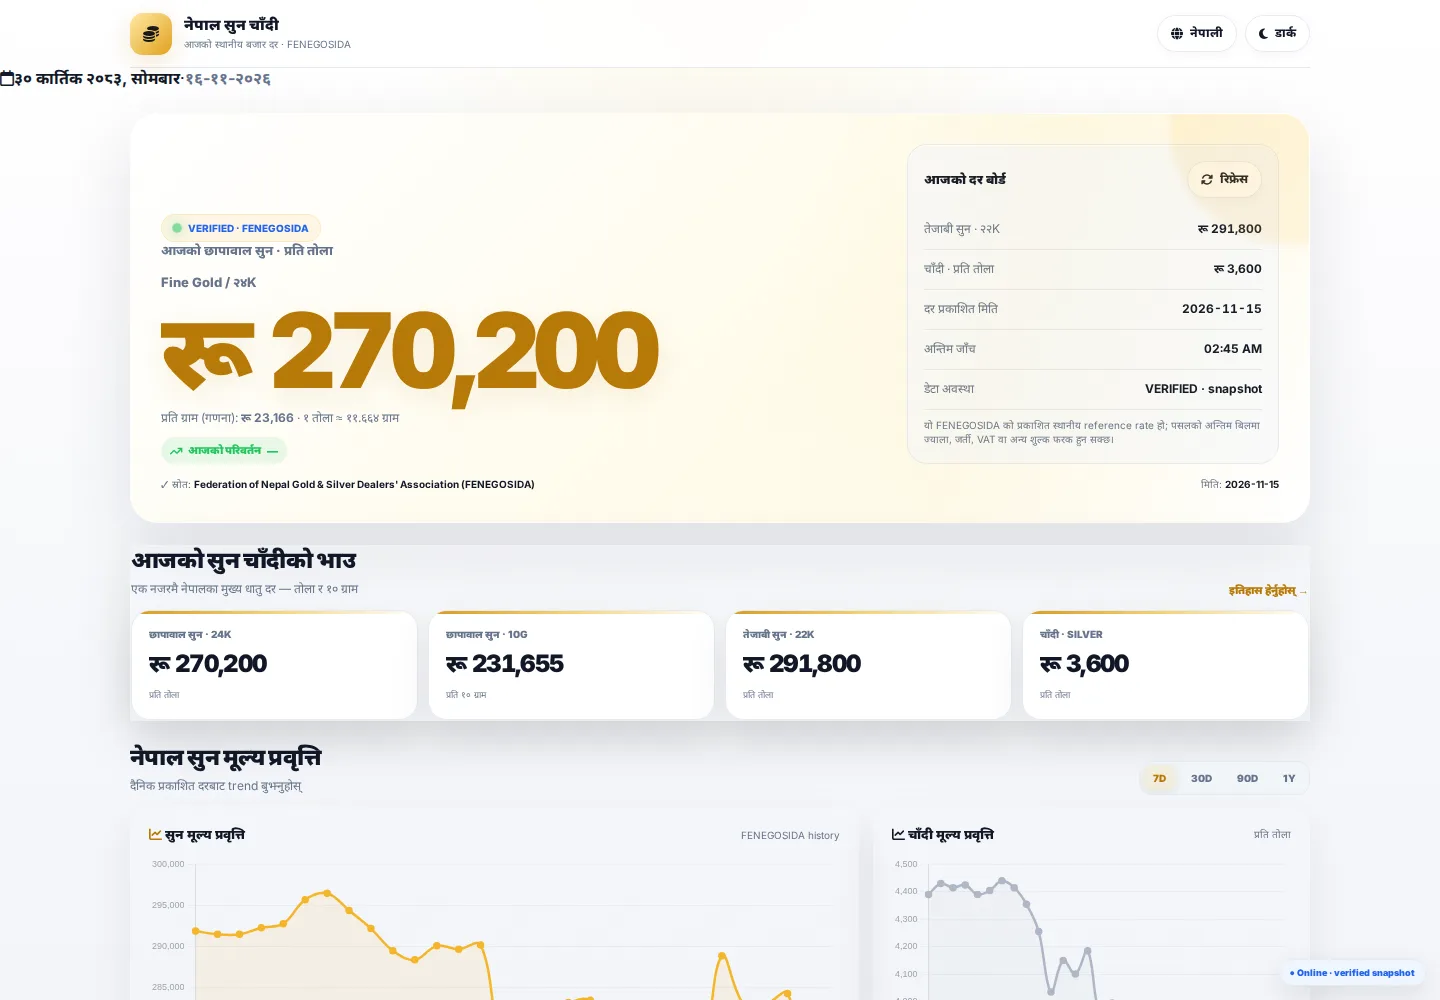 नेपाल सुन चाँदी
आजको स्थानीय बजार दर · FENEGOSIDA
नेपाली
डार्क
३० कार्तिक २०८३, सोमबार·१६-११-२०२६
VERIFIED · FENEGOSIDA
आजको छापावाल सुन · प्रति तोला
Fine Gold / २४K
रू 270,200
प्रति ग्राम (गणना): रू 23,166 · १ तोला ≈ ११.६६४ ग्राम
आजको परिवर्तन —
✓ स्रोत: Federation of Nepal Gold & Silver Dealers' Association (FENEGOSIDA)
आजको दर बोर्ड
रिफ्रेस
तेजाबी सुन · २२K रू 291,800
चाँदी · प्रति तोला रू 3,600
दर प्रकाशित मिति 2026-11-15
अन्तिम जाँच 02:45 AM
डेटा अवस्था VERIFIED · snapshot
यो FENEGOSIDA को प्रकाशित स्थानीय reference rate हो; पसलको अन्तिम बिलमा
ज्याला, जर्ती, VAT वा अन्य शुल्क फरक हुन सक्छ।
मिति: 2026-11-15
आजको सुन चाँदीको भाउ
एक नजरमै नेपालका मुख्य धातु दर — तोला र १० ग्राम
इतिहास हेर्नुहोस् →
छापावाल सुन · 24K
रू 270,200
प्रति तोला
छापावाल सुन · 10G
रू 231,655
प्रति १० ग्राम
तेजाबी सुन · 22K
रू 291,800
प्रति तोला
चाँदी · SILVER
रू 3,600
प्रति तोला
नेपाल सुन मूल्य प्रवृत्ति
दैनिक प्रकाशित दरबाट trend बुझ्नुहोस्
7D 30D 90D 1Y
सुन मूल्य प्रवृत्ति
FENEGOSIDA history
300,000
295,000
290,000
285,000
चाँदी मूल्य प्रवृत्ति
प्रति तोला
4,500
4,400
4,300
4,200
4,100
• Online · verified snapshot